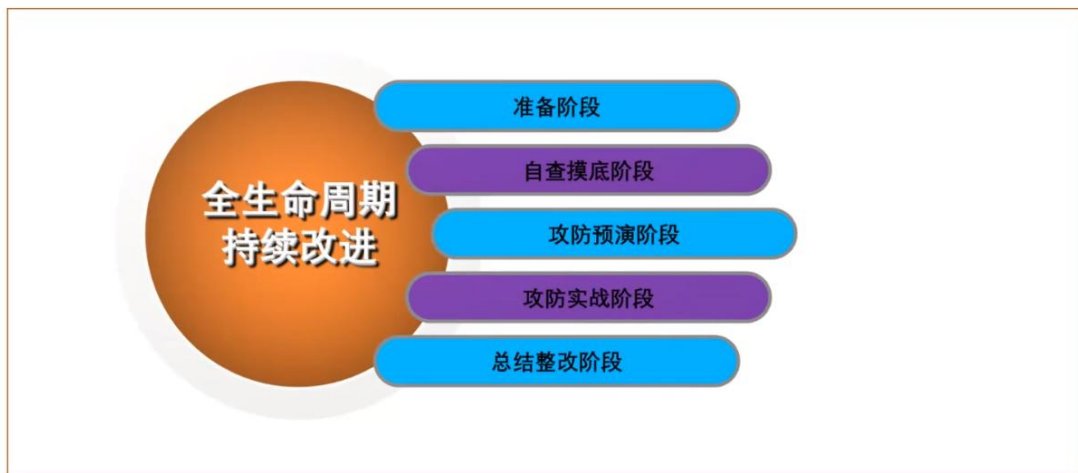 全生命周期
持续改进
准备阶段
自查摸底阶段
攻防预演阶段
攻防实战阶段
总结整改阶段